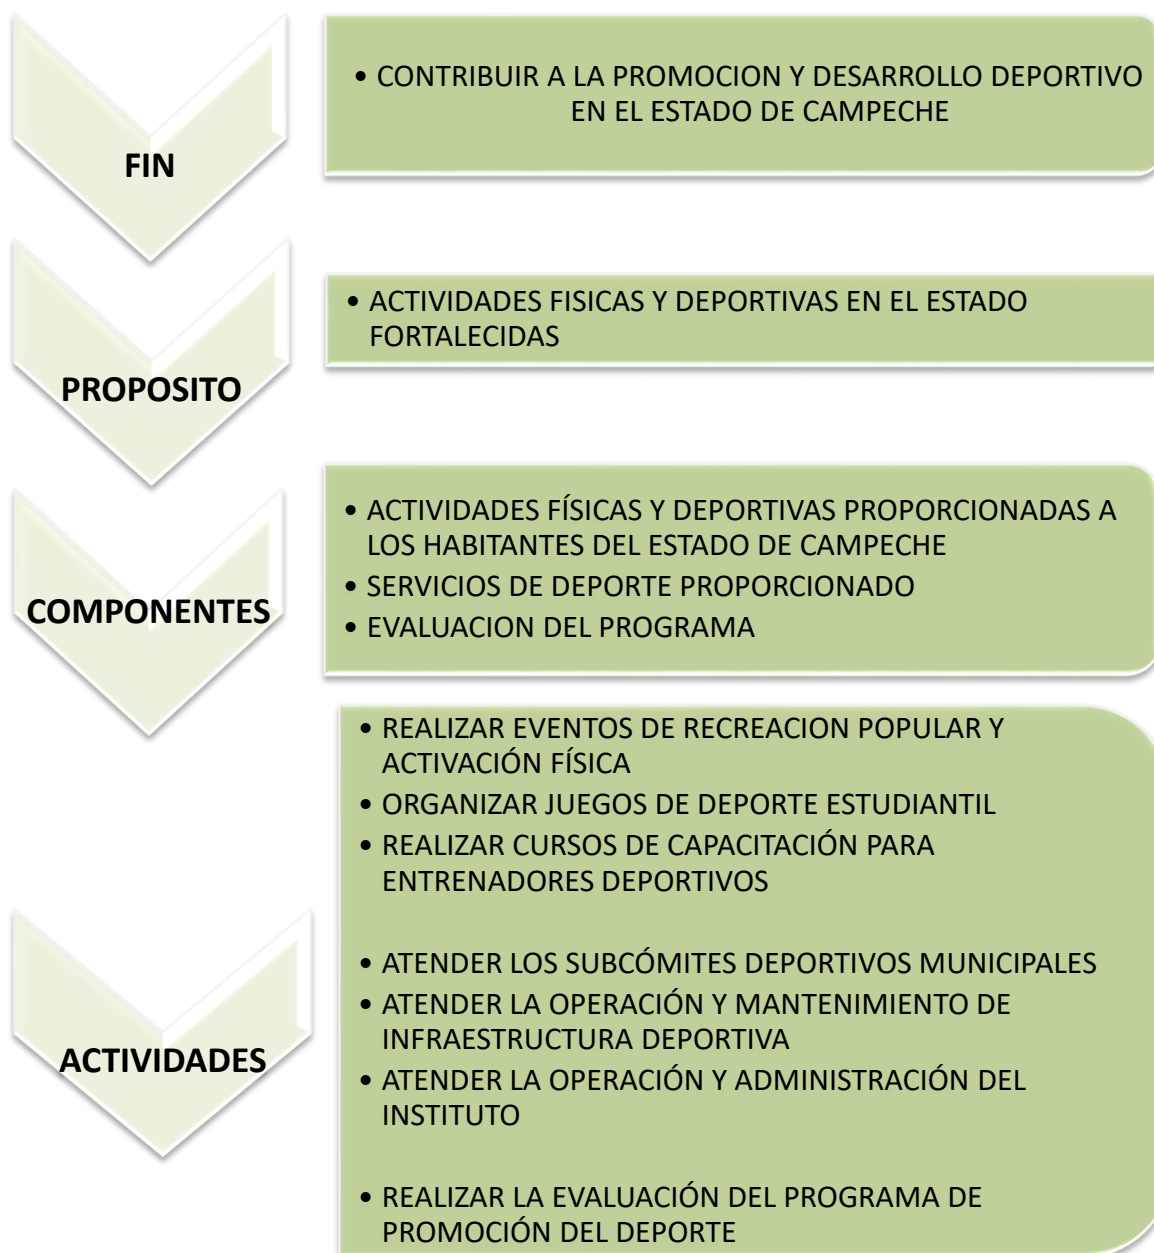 • CONTRIBUIR A LA PROMOCION Y DESARROLLO DEPORTIVO
EN EL ESTADO DE CAMPECHE
FIN
• ACTIVIDADES FISICAS Y DEPORTIVAS EN EL ESTADO
FORTALECIDAS
PROPOSITO
• ACTIVIDADES FÍSICAS Y DEPORTIVAS PROPORCIONADAS A
LOS HABITANTES DEL ESTADO DE CAMPECHE
• SERVICIOS DE DEPORTE PROPORCIONADO
• EVALUACION DEL PROGRAMA
COMPONENTES
• REALIZAR EVENTOS DE RECREACION POPULAR Y
ACTIVACIÓN FÍSICA
• ORGANIZAR JUEGOS DE DEPORTE ESTUDIANTIL
• REALIZAR CURSOS DE CAPACITACIÓN PARA
ENTRENADORES DEPORTIVOS
• ATENDER LOS SUBCÓMITES DEPORTIVOS MUNICIPALES
• ATENDER LA OPERACIÓN Y MANTENIMIENTO DE
INFRAESTRUCTURA DEPORTIVA
• ATENDER LA OPERACIÓN Y ADMINISTRACIÓN DEL
INSTITUTO
• REALIZAR LA EVALUACIÓN DEL PROGRAMA DE
PROMOCIÓN DEL DEPORTE
ACTIVIDADES